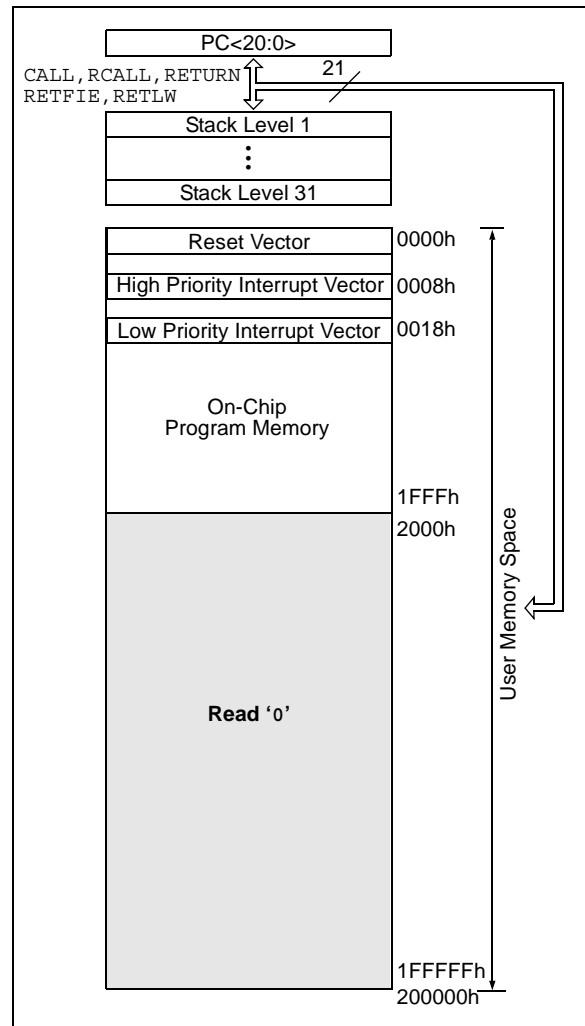 PC<20:0>
CALL,RCALL,RETURN
RETFIE,RETLW
21
Stack Level 1
Stack Level 31
Reset Vector
0000h
High Priority Interrupt Vector
0008h
Low Priority Interrupt Vector
0018h
On-Chip
Program Memory
1FFFh
2000h
User Memory Space
Read ‘0’
1FFFFFh
200000h